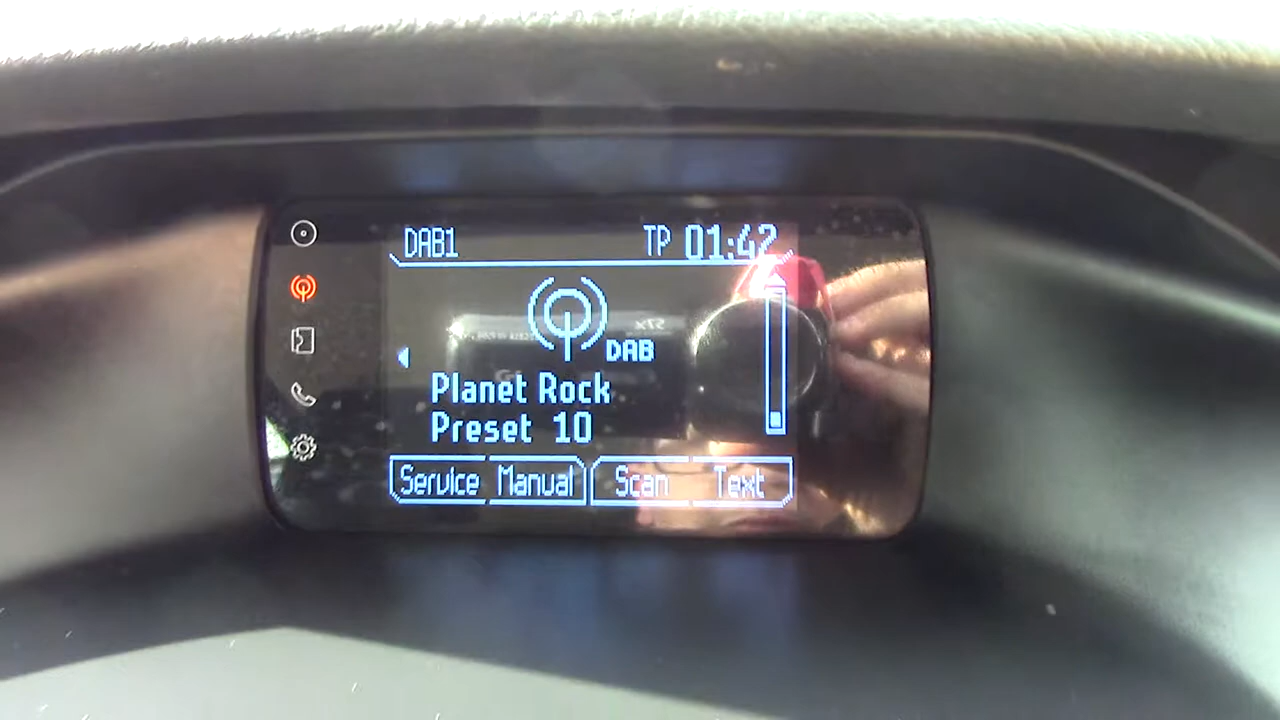 DAB1 TP 01:42
DAB
Planet Rock
Preset 10
Service Manual Scan Text